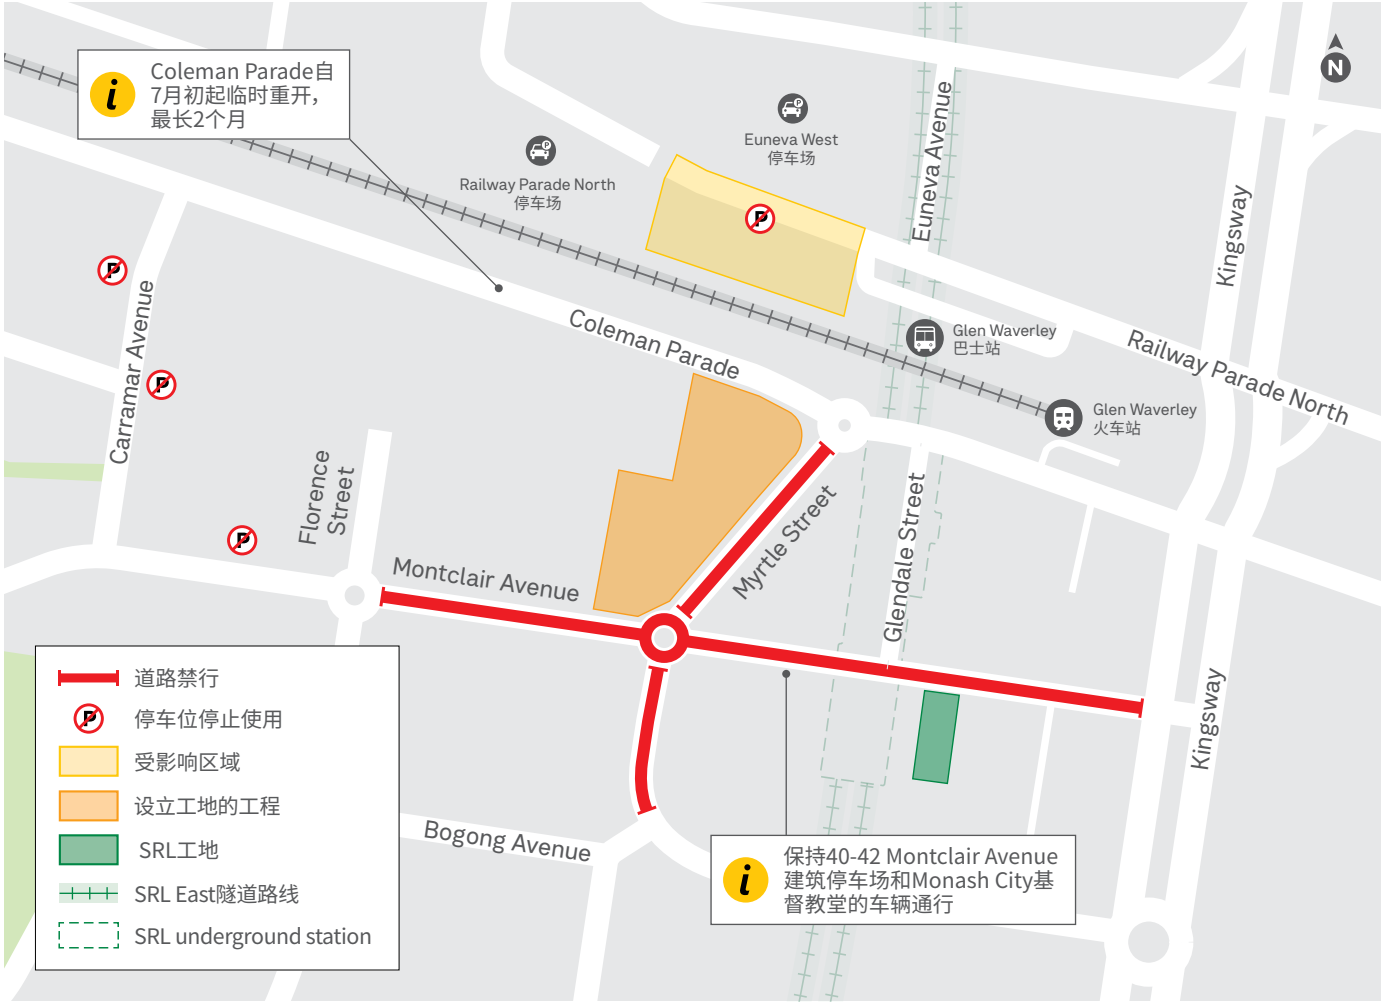 Coleman Parade自
7月初起临时重开，
最长2个月
N
Euneva West
停车场
Railway Parade North
停车场
Euneva Avenue
Kingsway
Carramar Avenue
Coleman Parade
Glen Waverley
巴士站
Railway Parade North
Glen Waverley
火车站
Florence
Street
Montclair Avenue
Myrtle Street
Glendale Street
Kingsway
Bogong Avenue
保持40-42 Montclair Avenue
建筑停车场和Monash City基
督教堂的车辆通行
道路禁行
停车位停止使用
受影响区域
设立工地的工程
SRL工地
SRL East隧道路线
SRL underground station
P
P
P
P
P